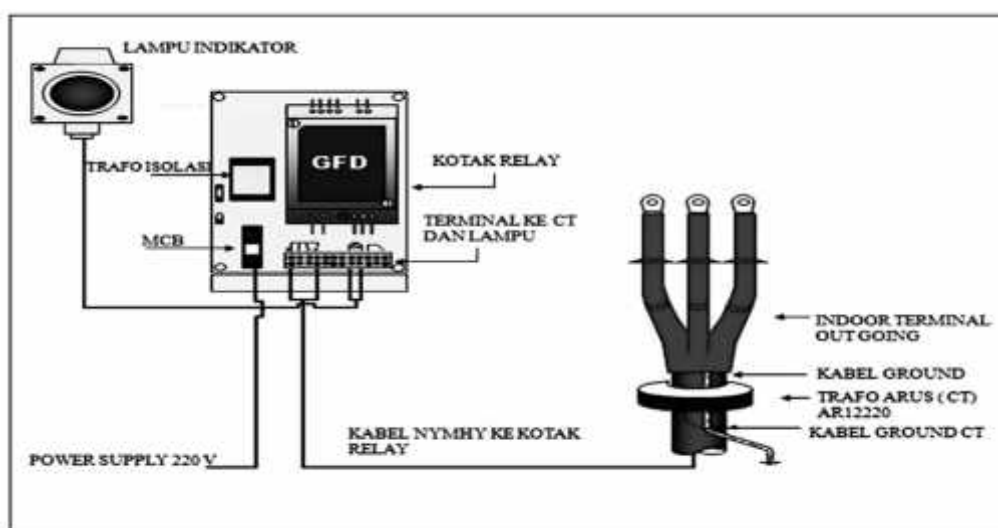 LAMPU INDIKATOR
TRAFO ISOLASI
GFD
KOTAK RELAY
MCB
TERMINAL KE CT
DAN LAMPU
INDOOR TERMINAL
OUT GOING
KABEL GROUND
TRAFO ARUS ( CT )
AR12220
KABEL GROUND CT
KABEL NYMHY KE KOTAK
RELAY
POWER SUPPLY 220 V